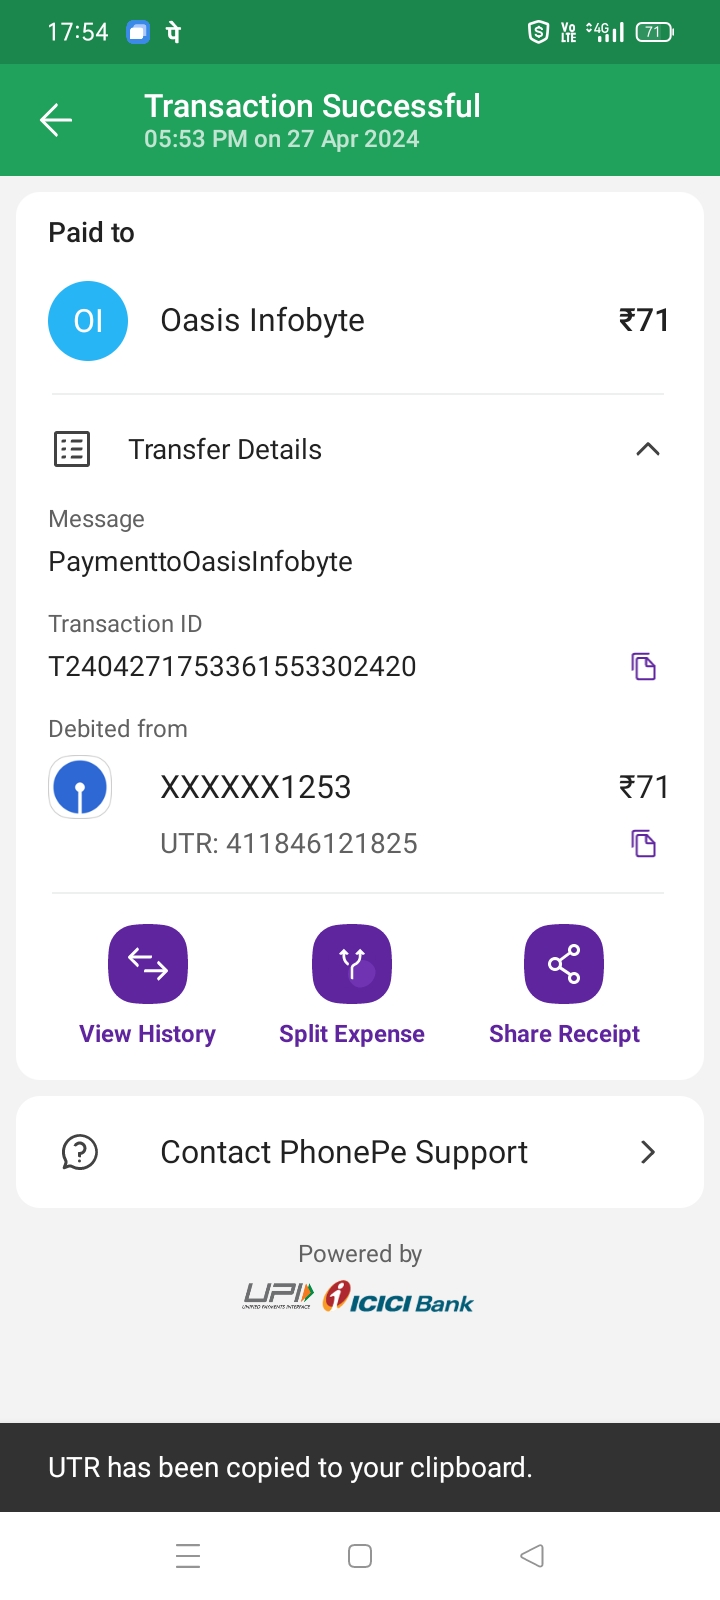 17:54 पे VoLTE 4G 71
Transaction Successful
05:53 PM on 27 Apr 2024
Paid to
OI Oasis Infobyte ₹71
Transfer Details
Message
PaymenttoOasisInfobyte
Transaction ID
T2404271753361553302420
Debited from
XXXXXX1253 ₹71
UTR: 411846121825
View History Split Expense Share Receipt
Contact PhonePe Support
Powered by
UPI ICICI Bank
UNIFIED PAYMENTS INTERFACE
UTR has been copied to your clipboard.